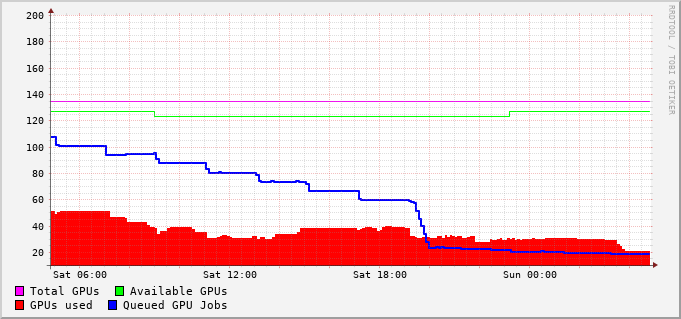 200
180
160
140
120
100
80
60
40
20
Sat 06:00 Sat 12:00 Sat 18:00 Sun 00:00
Total GPUs Available GPUs
GPUs used Queued GPU Jobs
RRDTOOL / TOBI OETIKER